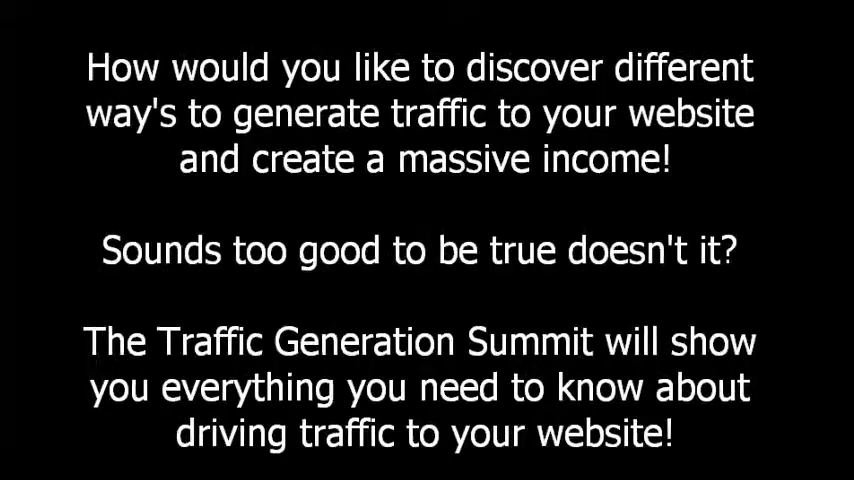 How would you like to discover different
way's to generate traffic to your website
and create a massive income!
Sounds too good to be true doesn't it?
The Traffic Generation Summit will show
you everything you need to know about
driving traffic to your website!